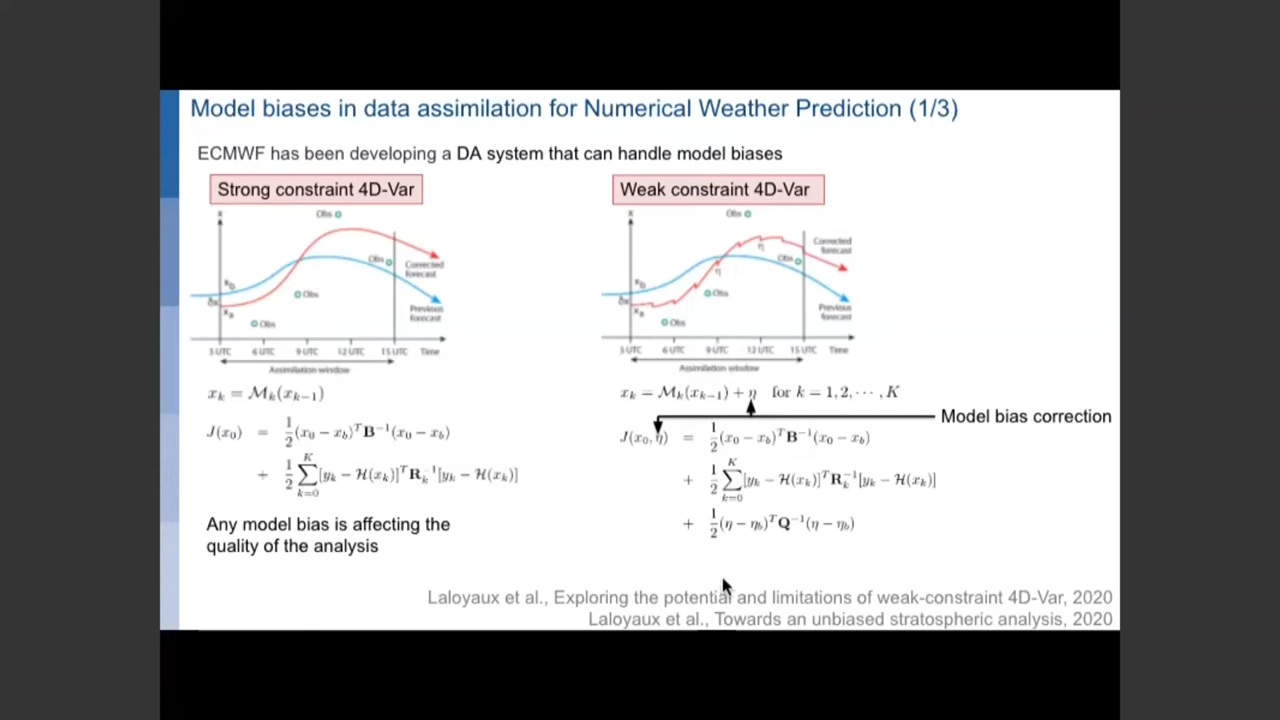 Model biases in data assimilation for Numerical Weather Prediction (1/3)
ECMWF has been developing a DA system that can handle model biases
Strong constraint 4D-Var
x
Obs
Obs
Corrected
forecast
x_b
δx
x_a
Obs
Previous
forecast
Obs
3 UTC 6 UTC 9 UTC 12 UTC 15 UTC Time
Assimilation window
x_k = M_k(x_{k−1})
J(x_0) = 1/2 (x_0 − x_b)^T B^{−1} (x_0 − x_b)
+ 1/2 ∑_{k=0}^{K} [y_k − H(x_k)]^T R_k^{−1} [y_k − H(x_k)]
Any model bias is affecting the
quality of the analysis
Weak constraint 4D-Var
x
Obs
Corrected
forecast
η
Obs
η
x_b
δx
x_a
Obs
Previous
forecast
Obs
3 UTC 6 UTC 9 UTC 12 UTC 15 UTC Time
Assimilation window
x_k = M_k(x_{k−1}) + η for k = 1, 2, ⋯ , K
Model bias correction
J(x_0, η) = 1/2 (x_0 − x_b)^T B^{−1} (x_0 − x_b)
+ 1/2 ∑_{k=0}^{K} [y_k − H(x_k)]^T R_k^{−1} [y_k − H(x_k)]
+ 1/2 (η − η_b)^T Q^{−1} (η − η_b)
Laloyaux et al., Exploring the potential and limitations of weak-constraint 4D-Var, 2020
Laloyaux et al., Towards an unbiased stratospheric analysis, 2020